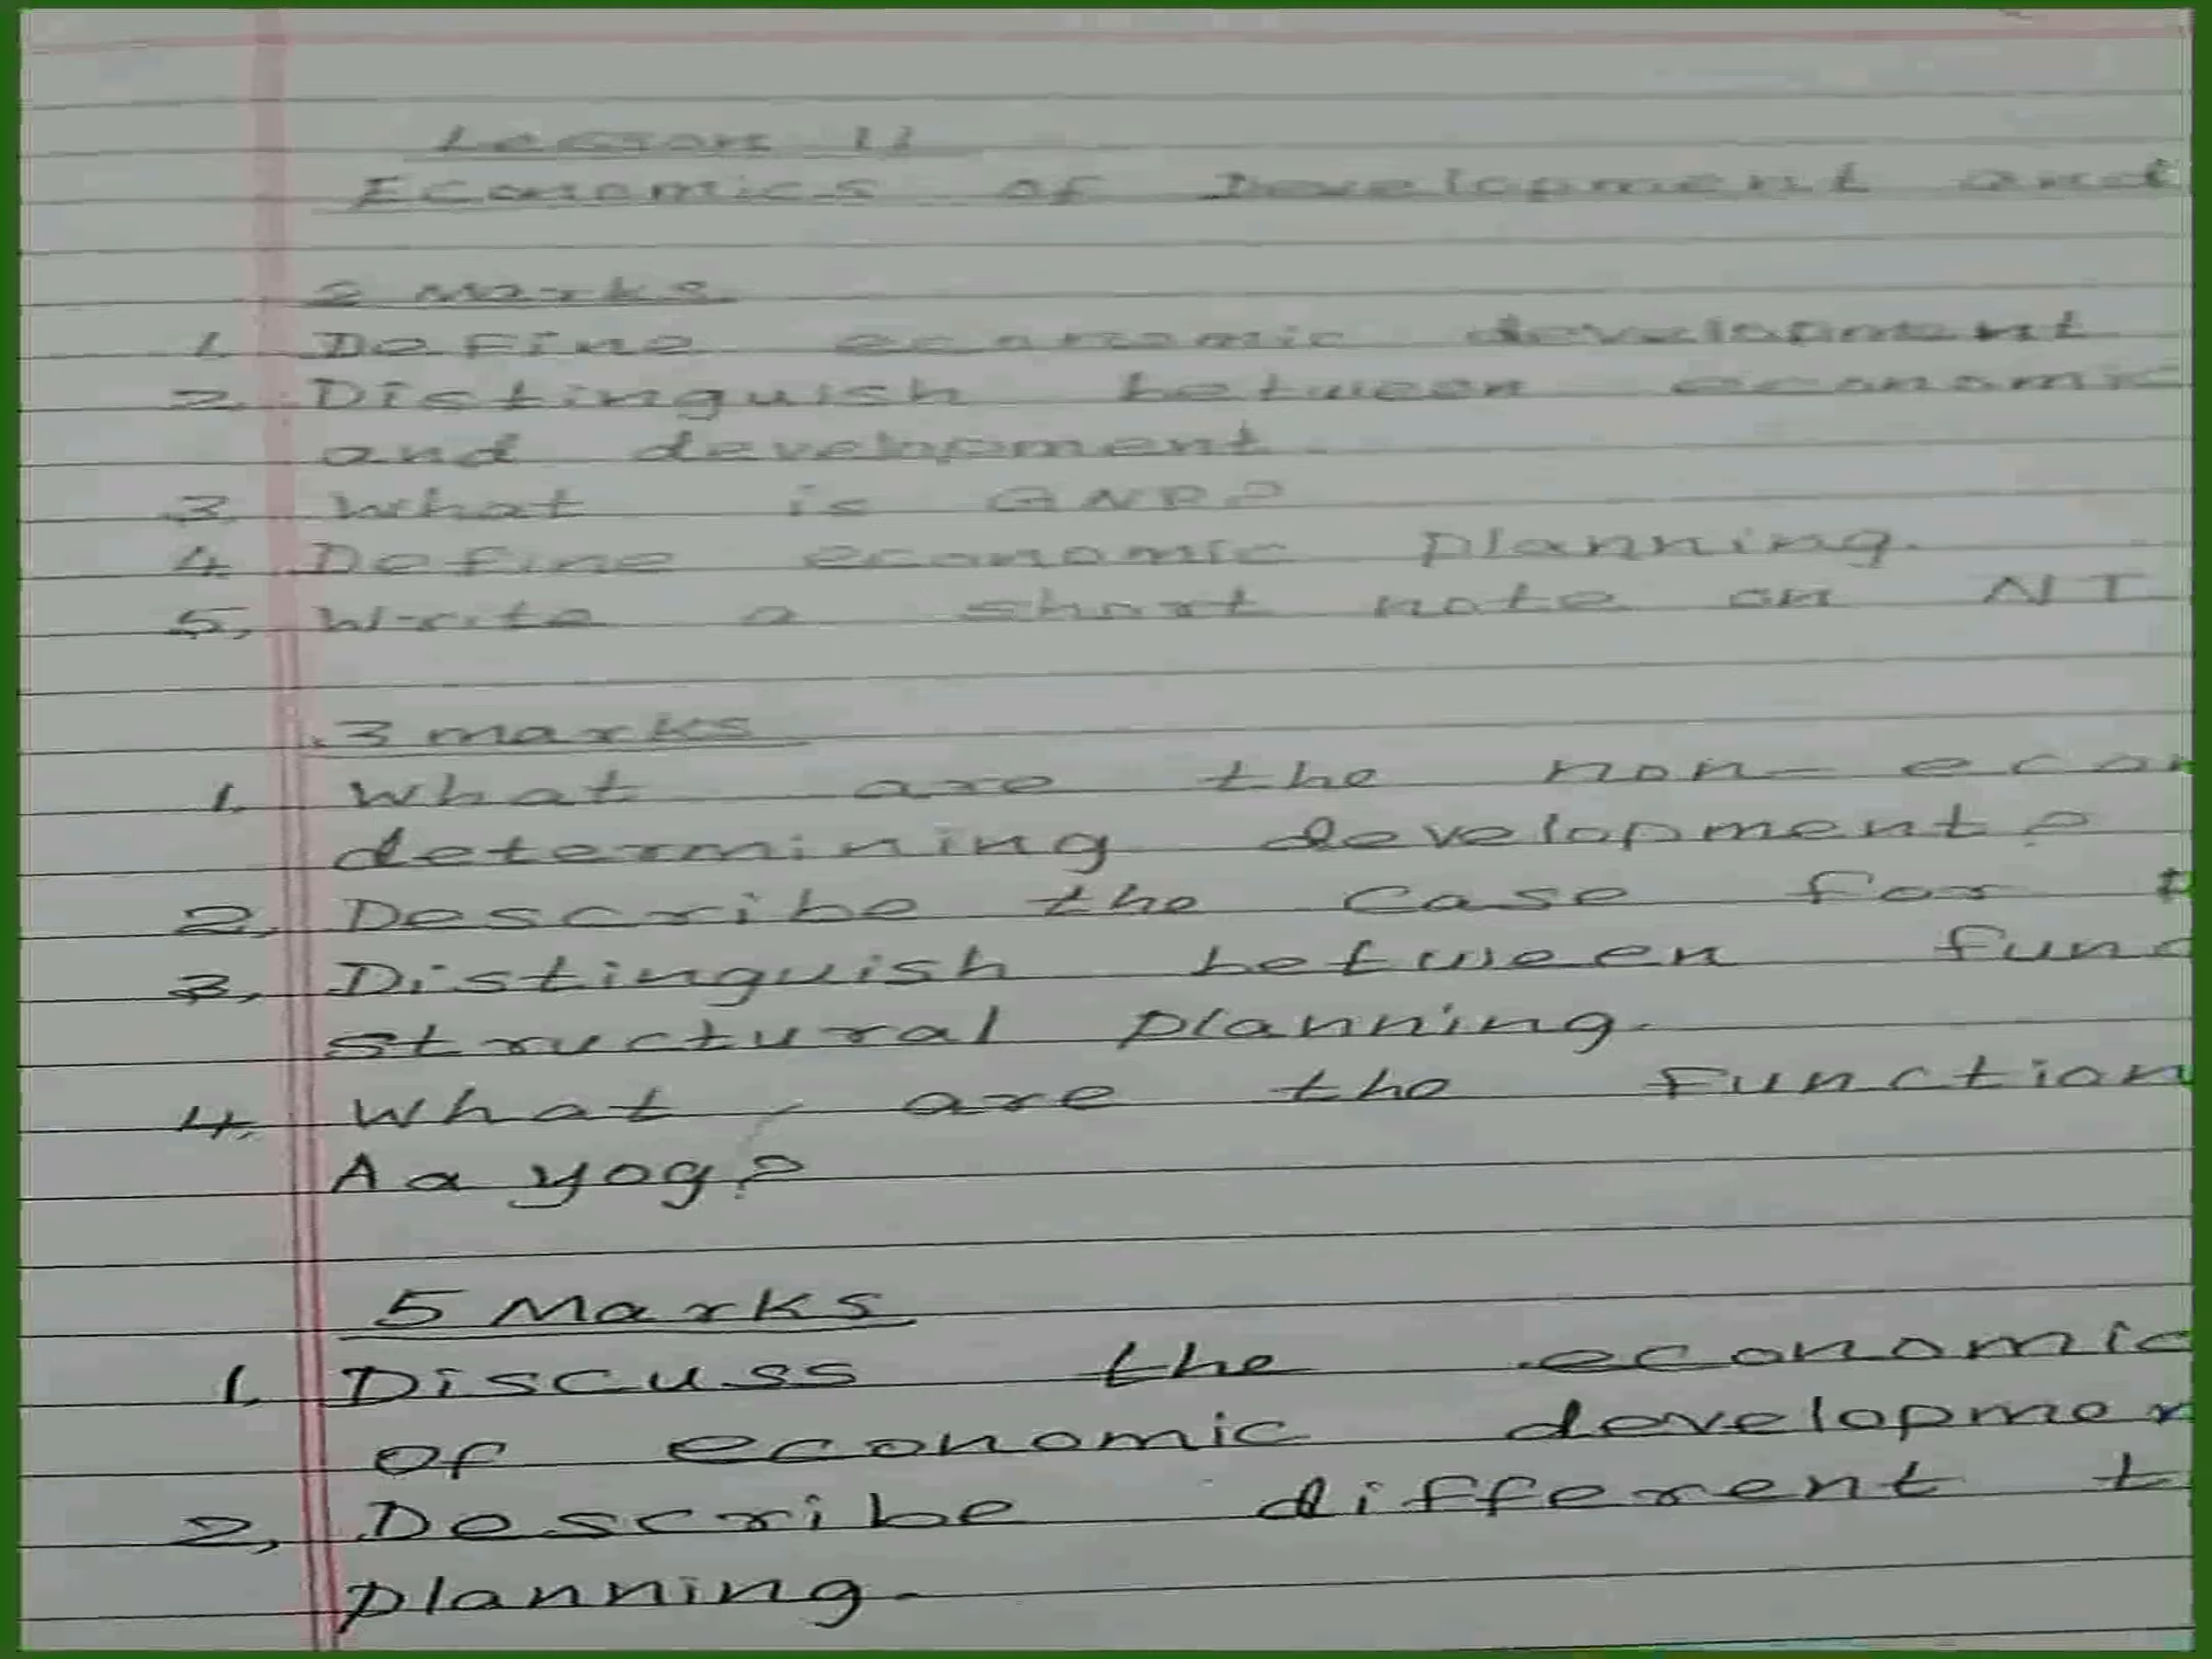 Lesson 11
Economics of Development and
2 Marks
1. Define economic development
2. Distinguish between economic
and development.
3. What is GNP?
4. Define economic planning.
5. Write a short note on NI
3 marks
1. What are the non-econ
determining development?
2. Describe the case for
3. Distinguish between func
structural planning.
4. What are the function
Aayog?
5 Marks
1. Discuss the economic
of economic developmen
2. Describe different t
planning.